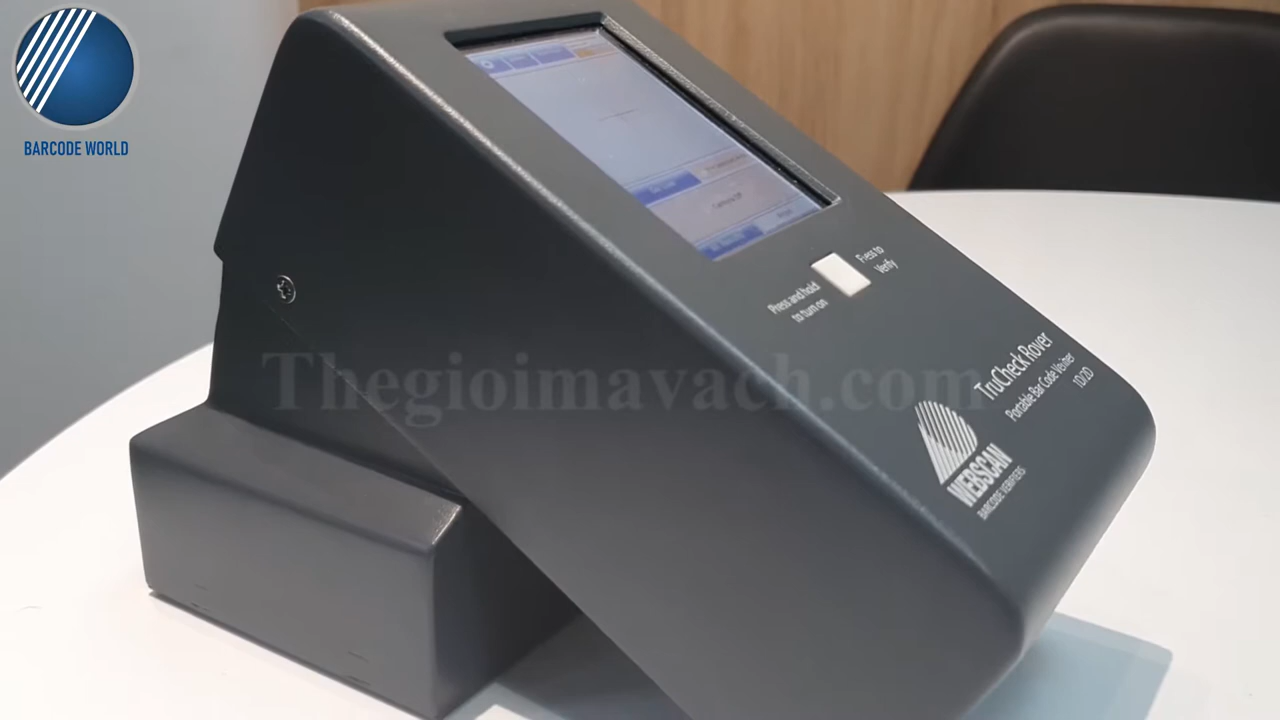 BARCODE WORLD
Press to
Verify
Press and hold
to turn on
Thegioimavach.com
TruCheck Rover
Portable Bar Code Verifier
1D/2D
WEBSCAN
BARCODE VERIFIERS